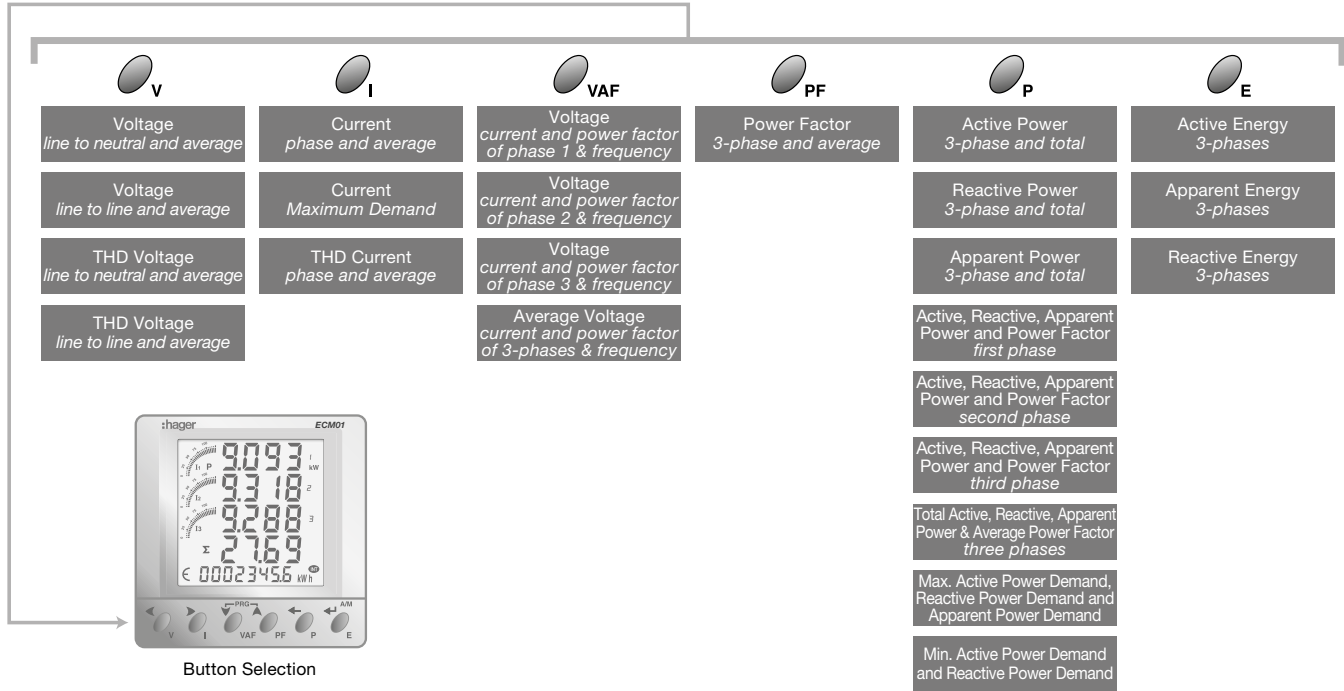 V
I
VAF
PF
P
E
Voltage
line to neutral and average
Voltage
line to line and average
THD Voltage
line to neutral and average
THD Voltage
line to line and average
Current
phase and average
Current
Maximum Demand
THD Current
phase and average
Voltage
current and power factor
of phase 1 & frequency
Voltage
current and power factor
of phase 2 & frequency
Voltage
current and power factor
of phase 3 & frequency
Average Voltage
current and power factor
of 3-phases & frequency
Power Factor
3-phase and average
Active Power
3-phase and total
Reactive Power
3-phase and total
Apparent Power
3-phase and total
Active, Reactive, Apparent
Power and Power Factor
first phase
Active, Reactive, Apparent
Power and Power Factor
second phase
Active, Reactive, Apparent
Power and Power Factor
third phase
Total Active, Reactive, Apparent
Power & Average Power Factor
three phases
Max. Active Power Demand,
Reactive Power Demand and
Apparent Power Demand
Min. Active Power Demand
and Reactive Power Demand
Active Energy
3-phases
Apparent Energy
3-phases
Reactive Energy
3-phases
:hager ECM01
I1 P 9.093 1 kW
I2 9.318 2
I3 9.288 3
Σ 27.69
€ 0002345.6 kWh
PRG A/M
V I VAF PF P E
Button Selection